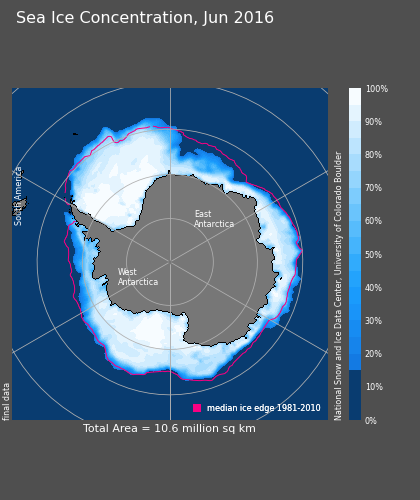 Sea Ice Concentration, Jun 2016
100%
90%
80%
70%
60%
50%
40%
30%
20%
10%
0%
National Snow and Ice Data Center, University of Colorado Boulder
South America
East
Antarctica
West
Antarctica
final data
median ice edge 1981-2010
Total Area = 10.6 million sq km